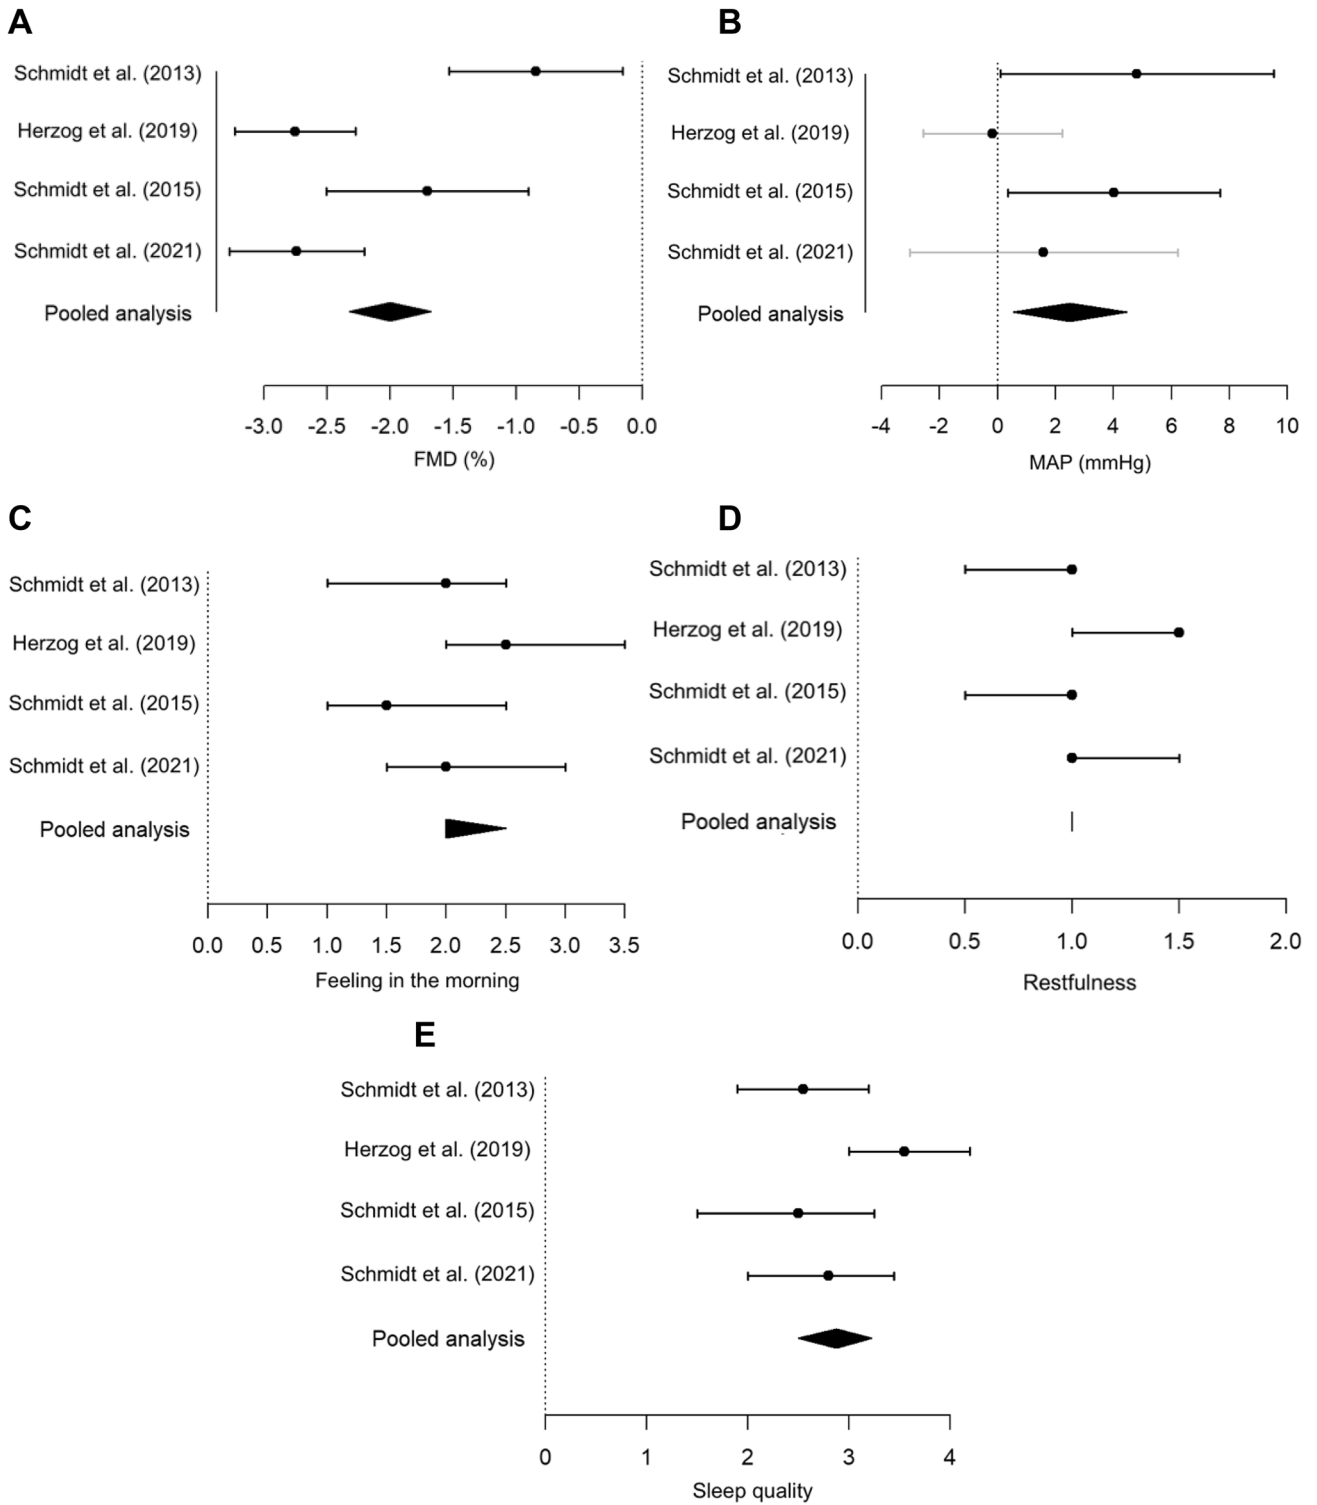 A
Schmidt et al. (2013)
Herzog et al. (2019)
Schmidt et al. (2015)
Schmidt et al. (2021)
Pooled analysis
-3.0 -2.5 -2.0 -1.5 -1.0 -0.5 0.0
FMD (%)
B
Schmidt et al. (2013)
Herzog et al. (2019)
Schmidt et al. (2015)
Schmidt et al. (2021)
Pooled analysis
-4 -2 0 2 4 6 8 10
MAP (mmHg)
C
Schmidt et al. (2013)
Herzog et al. (2019)
Schmidt et al. (2015)
Schmidt et al. (2021)
Pooled analysis
0.0 0.5 1.0 1.5 2.0 2.5 3.0 3.5
Feeling in the morning
D
Schmidt et al. (2013)
Herzog et al. (2019)
Schmidt et al. (2015)
Schmidt et al. (2021)
Pooled analysis
0.0 0.5 1.0 1.5 2.0
Restfulness
E
Schmidt et al. (2013)
Herzog et al. (2019)
Schmidt et al. (2015)
Schmidt et al. (2021)
Pooled analysis
0 1 2 3 4
Sleep quality